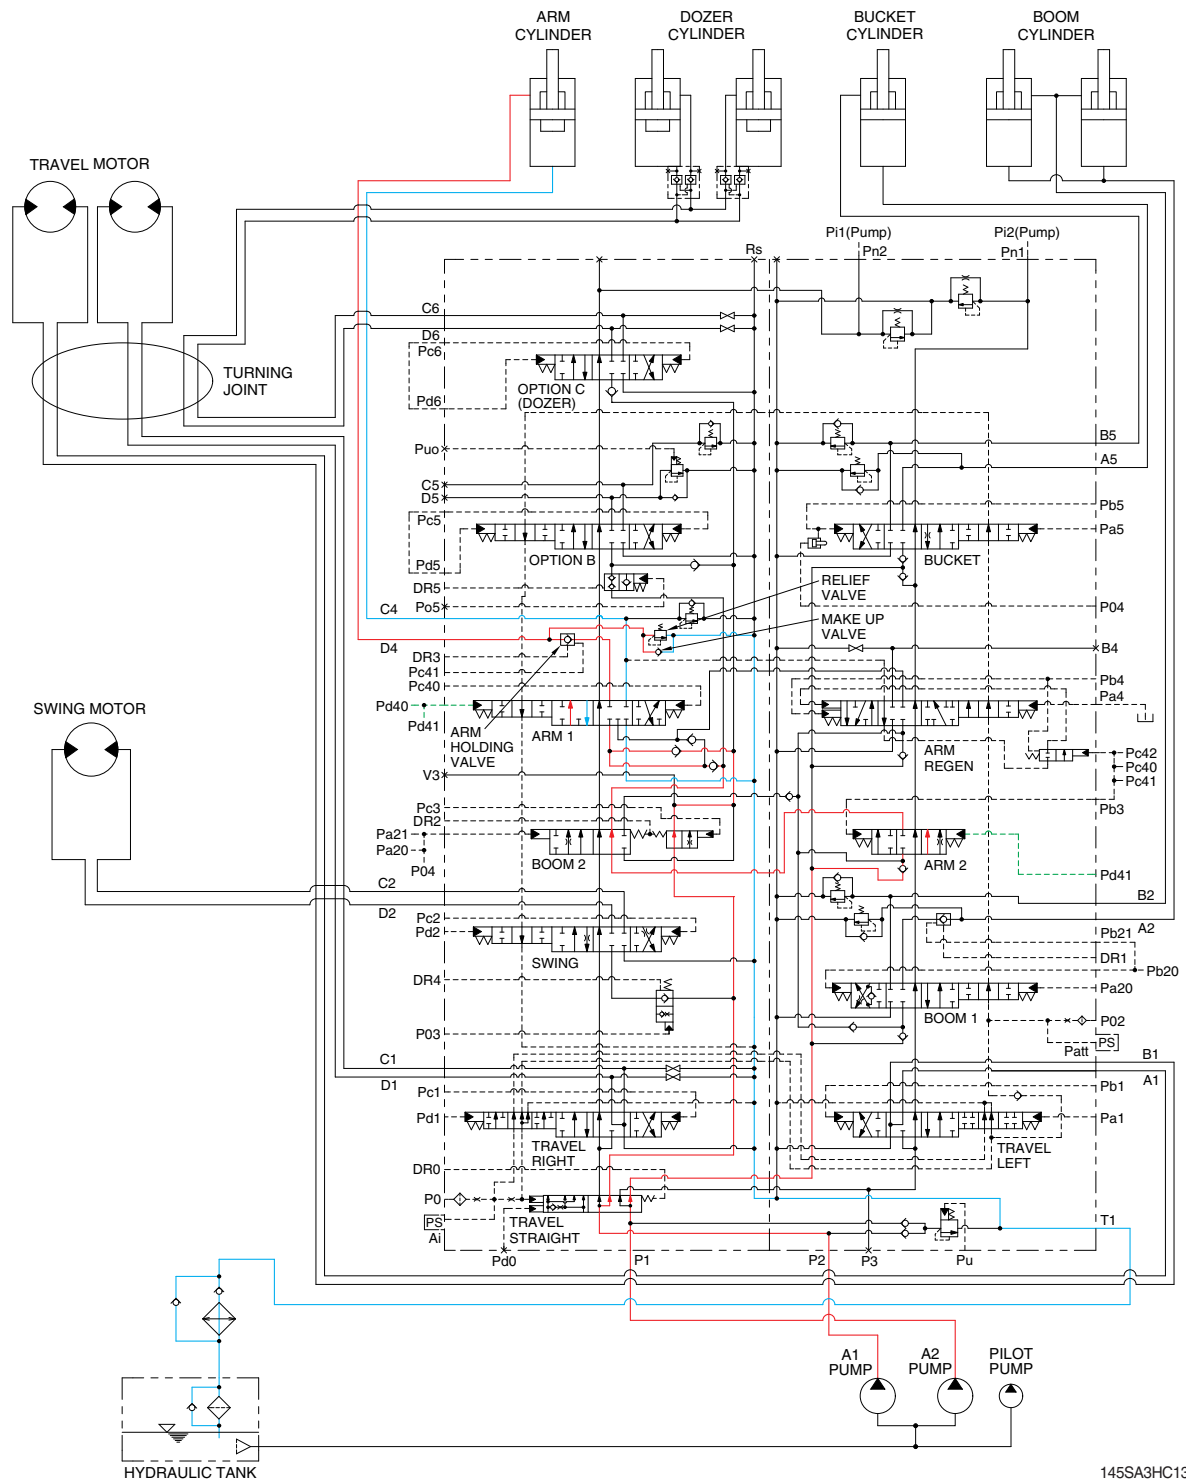 ARM
CYLINDER
DOZER
CYLINDER
BUCKET
CYLINDER
BOOM
CYLINDER
TRAVEL MOTOR
TURNING
JOINT
Rs
Pi1(Pump)
Pn2
Pi2(Pump)
Pn1
C6
D6
Pc6
Pd6
OPTION C
(DOZER)
Puo
C5
D5
Pc5
Pd5
OPTION B
DR5
Po5
B5
A5
Pb5
Pa5
BUCKET
P04
RELIEF
VALVE
MAKE UP
VALVE
C4
D4
DR3
Pc41
Pc40
Pd40
Pd41
ARM
HOLDING
VALVE
ARM 1
B4
Pb4
Pa4
ARM
REGEN
Pc42
Pc40
Pc41
SWING MOTOR
V3
Pc3
DR2
Pa21
Pa20
P04
BOOM 2
Pb3
ARM 2
Pd41
C2
D2
Pc2
Pd2
SWING
DR4
P03
B2
A2
Pb21
DR1
Pb20
Pa20
BOOM 1
P02
PS
Patt
C1
D1
Pc1
Pd1
TRAVEL
RIGHT
B1
A1
Pb1
Pa1
TRAVEL
LEFT
DR0
P0
PS
Ai
TRAVEL
STRAIGHT
Pd0
P1
P2
P3
Pu
T1
A1
PUMP
A2
PUMP
PILOT
PUMP
HYDRAULIC TANK
145SA3HC13